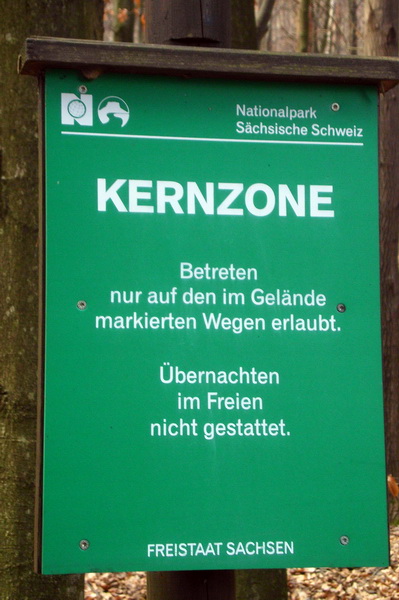 Nationalpark
Sächsische Schweiz
KERNZONE
Betreten
nur auf den im Gelände
markierten Wegen erlaubt.
Übernachten
im Freien
nicht gestattet.
FREISTAAT SACHSEN